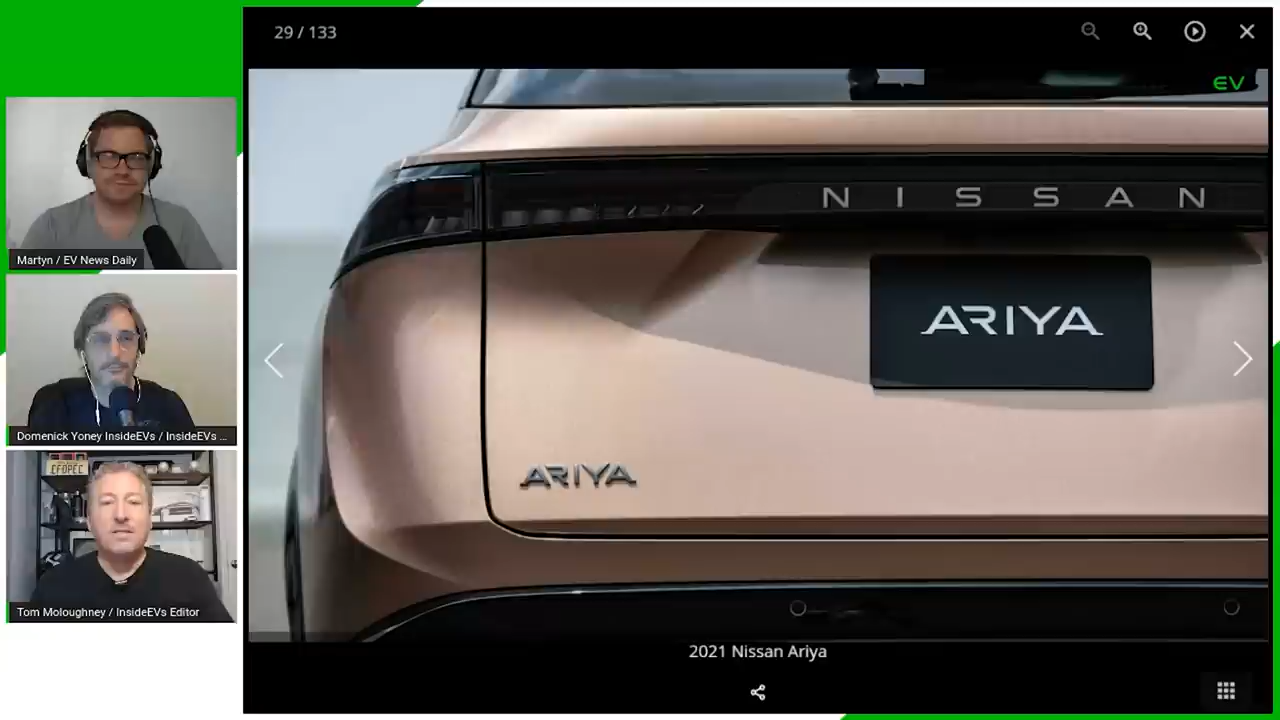 29 / 133
EV
NISSAN
ARIYA
ARIYA
2021 Nissan Ariya
Martyn / EV News Daily
Domenick Yoney InsideEVs / InsideEVs ...
EFOPEC
Tom Moloughney / InsideEVs Editor